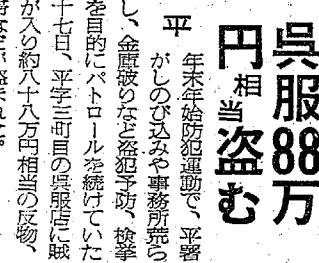 呉服88万
円相当盗む
平
年末年始防犯運動で、平署
がしのび込みや事務所荒ら
し、金庫破りなど盗犯予防、検挙
を目的にパトロールを続けていた
十七日、平字三町目の呉服店に賊
が入り約八十八万円相当の反物、